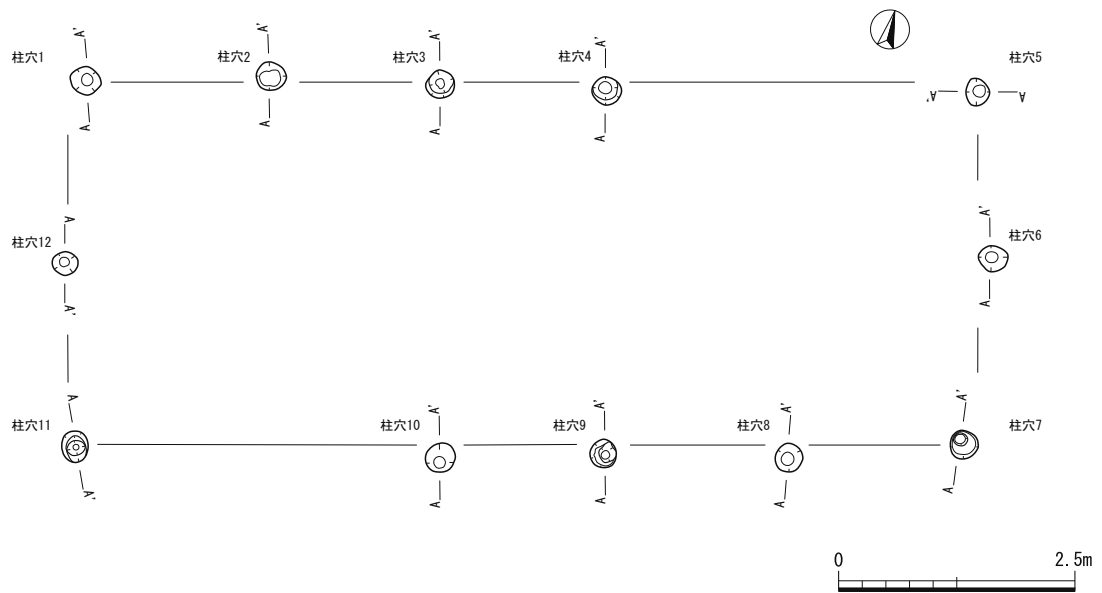 A' A' A' A'
柱穴1 柱穴2 柱穴3 柱穴4 柱穴5
A' A
A A A A
A A'
柱穴12 柱穴6
A' A
A A' A' A' A'
柱穴11 柱穴10 柱穴9 柱穴8 柱穴7
A' A A A A
0 2.5m